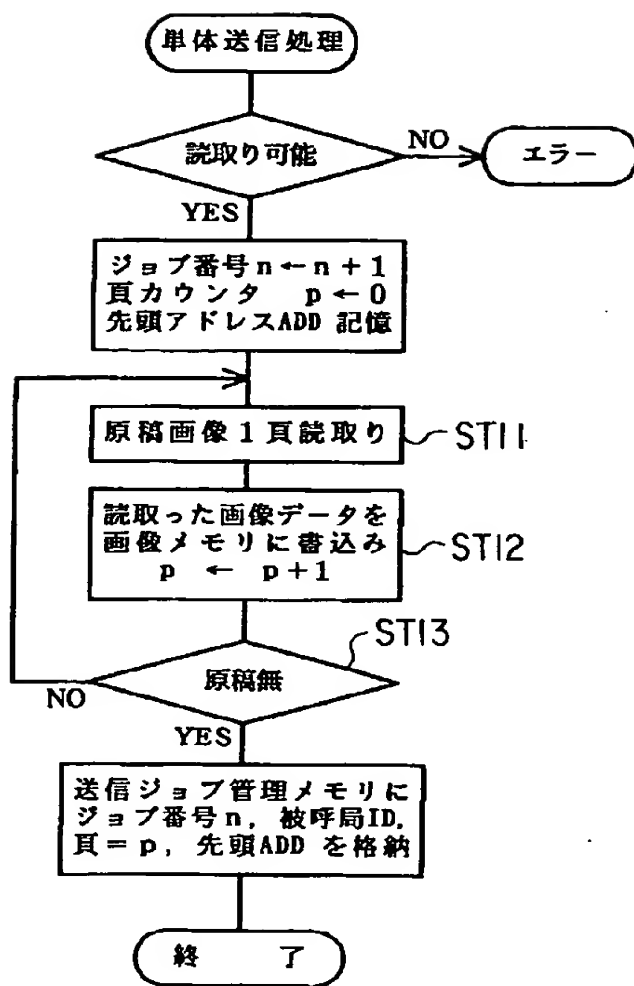 単体送信処理
読取り可能
NO
エラー
YES
ジョブ番号n←n+1
頁カウンタ p←0
先頭アドレスADD 記憶
原稿画像1頁読取り
ST11
読取った画像データを
画像メモリに書込み
p ← p+1
ST12
ST13
原稿無
NO
YES
送信ジョブ管理メモリに
ジョブ番号n, 被呼局ID,
頁=p, 先頭ADD を格納
終 了